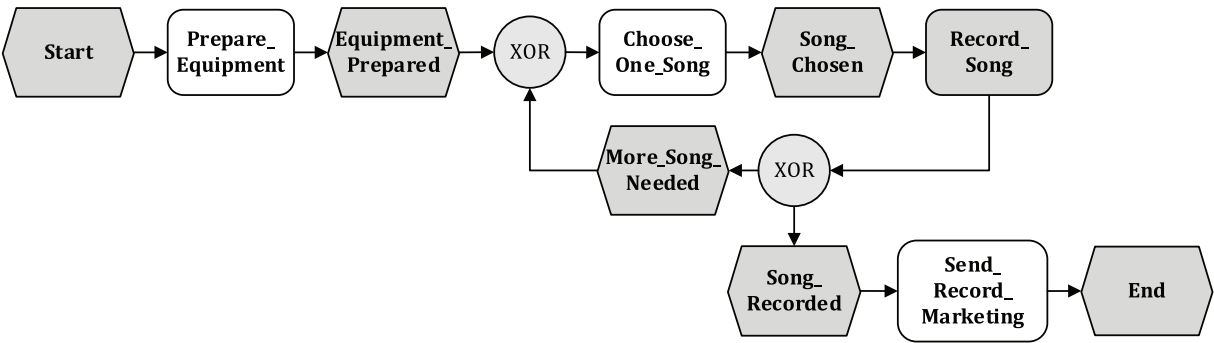 Start
Prepare_
Equipment
Equipment_
Prepared
XOR
Choose_
One_Song
Song_
Chosen
Record_
Song
More_Song_
Needed
XOR
Song_
Recorded
Send_
Record_
Marketing
End